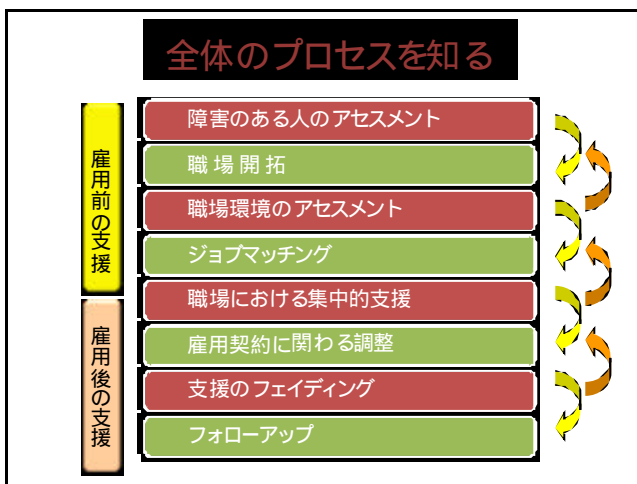 全体のプロセスを知る
雇用前の支援
障害のある人のアセスメント
職場開拓
職場環境のアセスメント
ジョブマッチング
雇用後の支援
職場における集中的支援
雇用契約に関わる調整
支援のフェイディング
フォローアップ